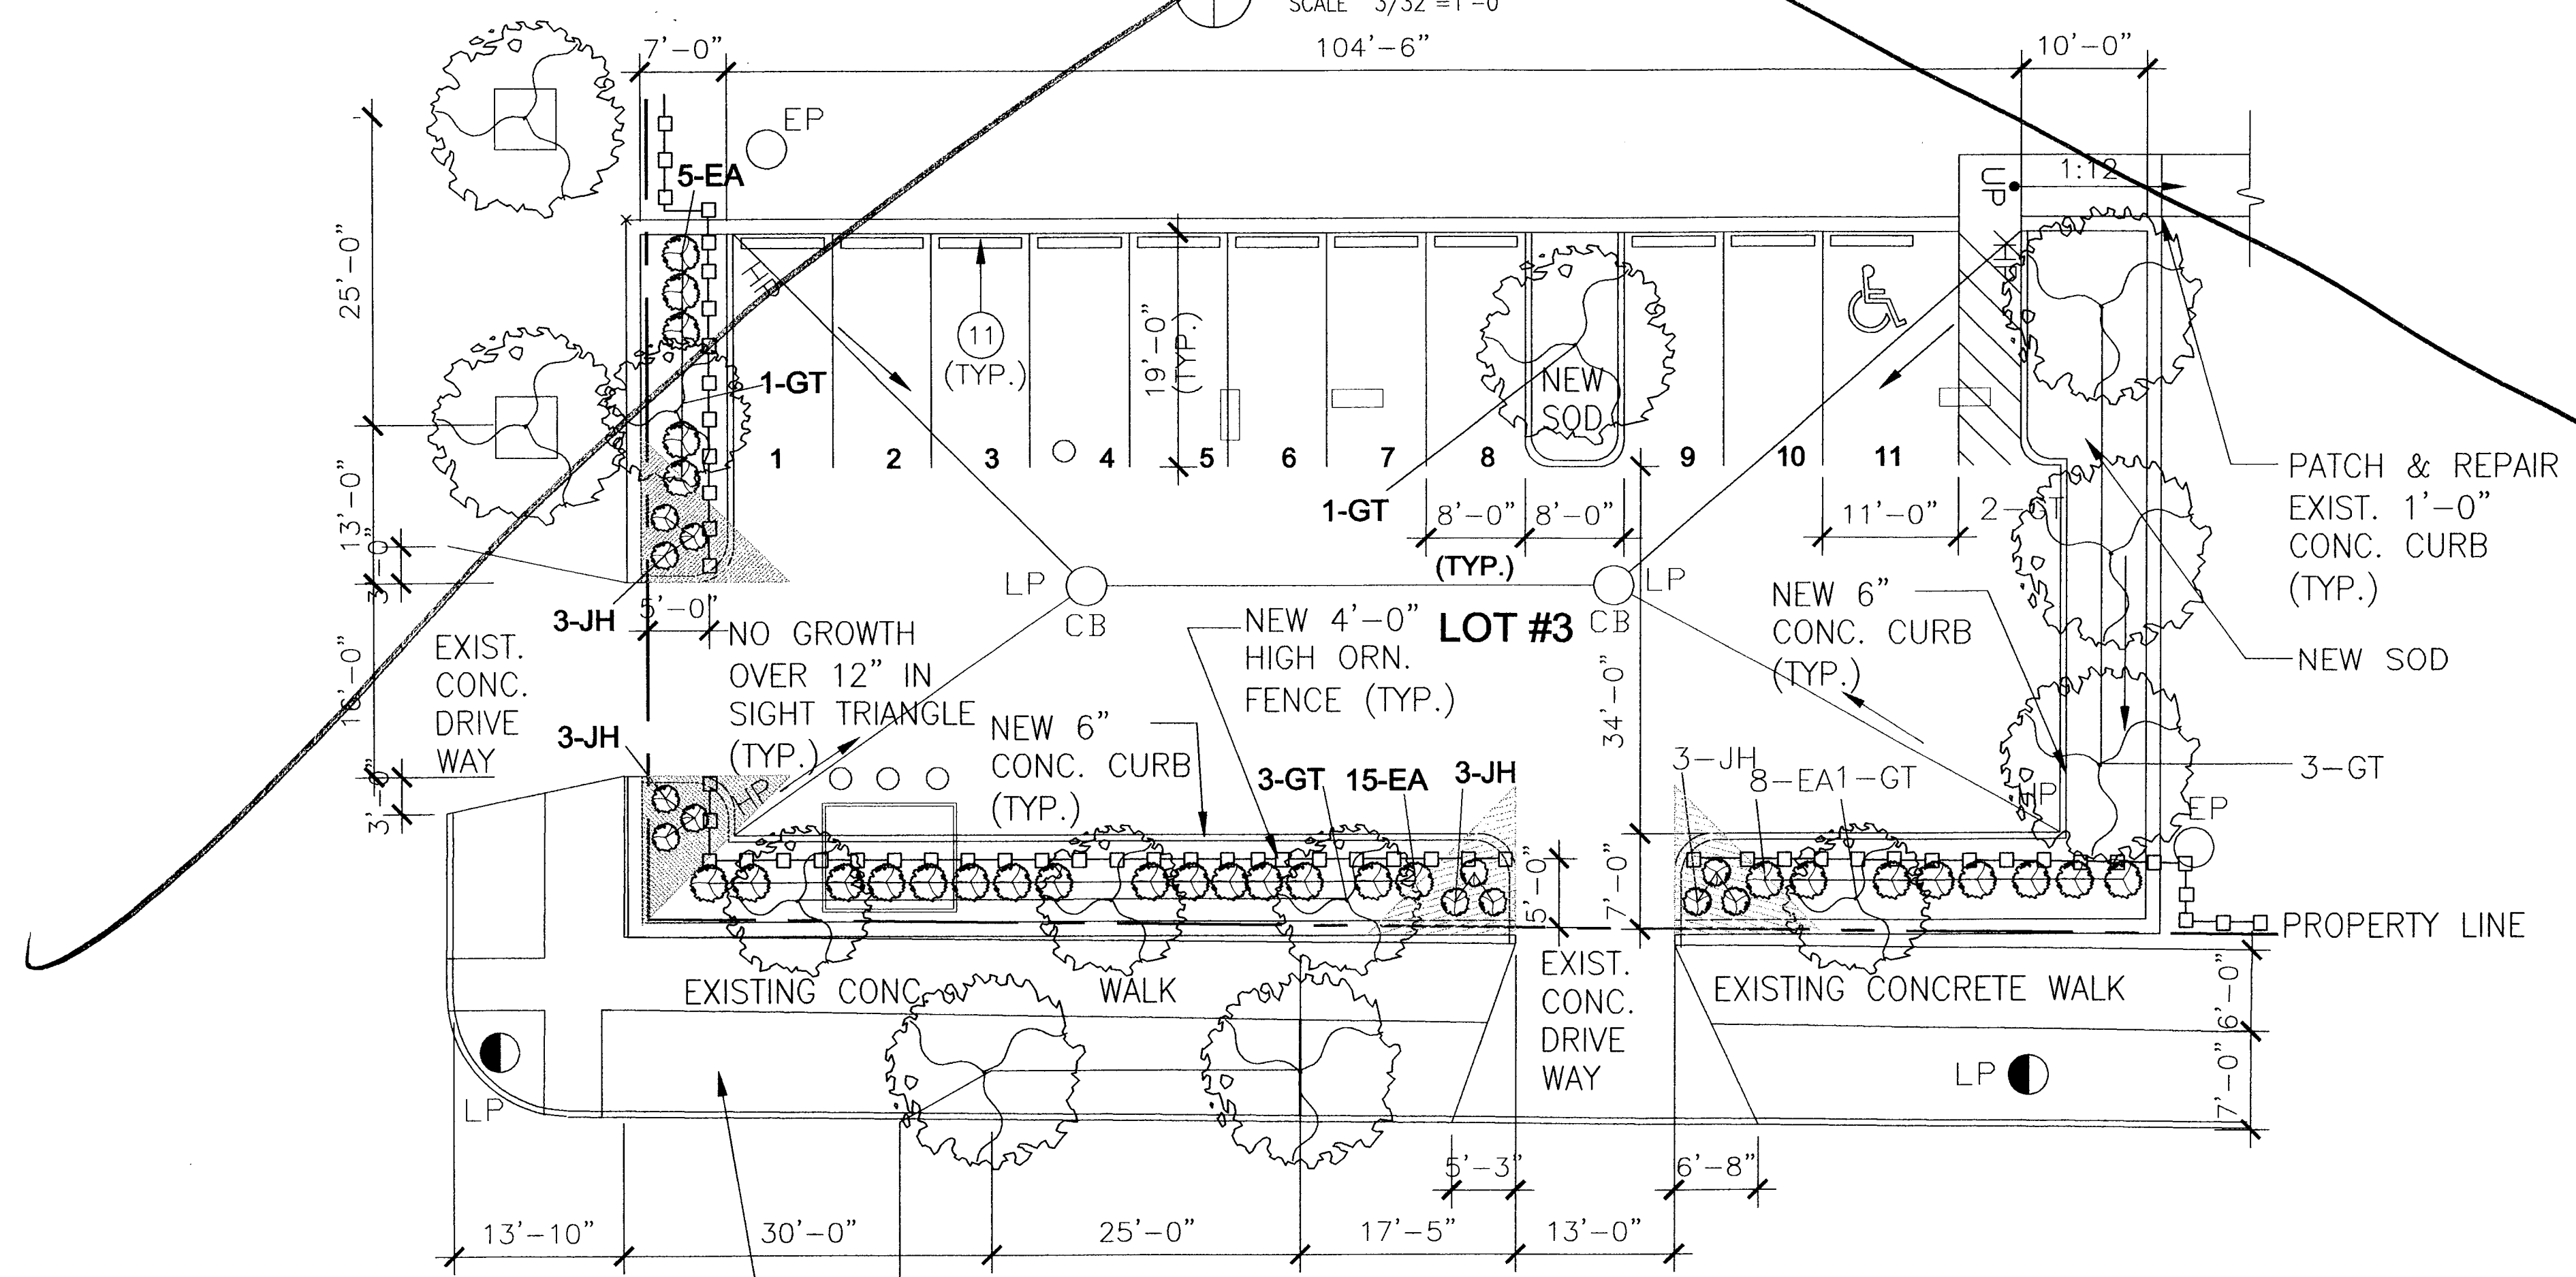 SCALE 3/32"=1'-0"
7'-0"
104'-6"
10'-0"
EP
5-EA
UP
1:12
25'-0"
HP
HP
11
(TYP.)
19'-0"
(TYP.)
NEW
SOD
1-GT
1
2
3
4
5
6
7
8
9
10
11
1-GT
8'-0"
8'-0"
11'-0"
2-GT
(TYP.)
PATCH & REPAIR
EXIST. 1'-0"
CONC. CURB
(TYP.)
13'-0"
3'-0"
LP
CB
LP
CB
LOT #3
3-JH
5'-0"
NO GROWTH
OVER 12" IN
SIGHT TRIANGLE
(TYP.)
NEW 4'-0"
HIGH ORN.
FENCE (TYP.)
NEW 6"
CONC. CURB
(TYP.)
NEW SOD
EXIST.
CONC.
DRIVE
WAY
16'-0"
34'-0"
3-JH
NEW 6"
CONC. CURB
(TYP.)
3-GT
15-EA
3-JH
3-JH
8-EA
1-GT
3-GT
3'-0"
HP
HP
EP
5'-0"
7'-0"
PROPERTY LINE
EXISTING CONC.
WALK
EXIST.
CONC.
DRIVE
WAY
EXISTING CONCRETE WALK
6'-0"
LP
LP
7'-0"
5'-3"
6'-8"
13'-10"
30'-0"
25'-0"
17'-5"
13'-0"